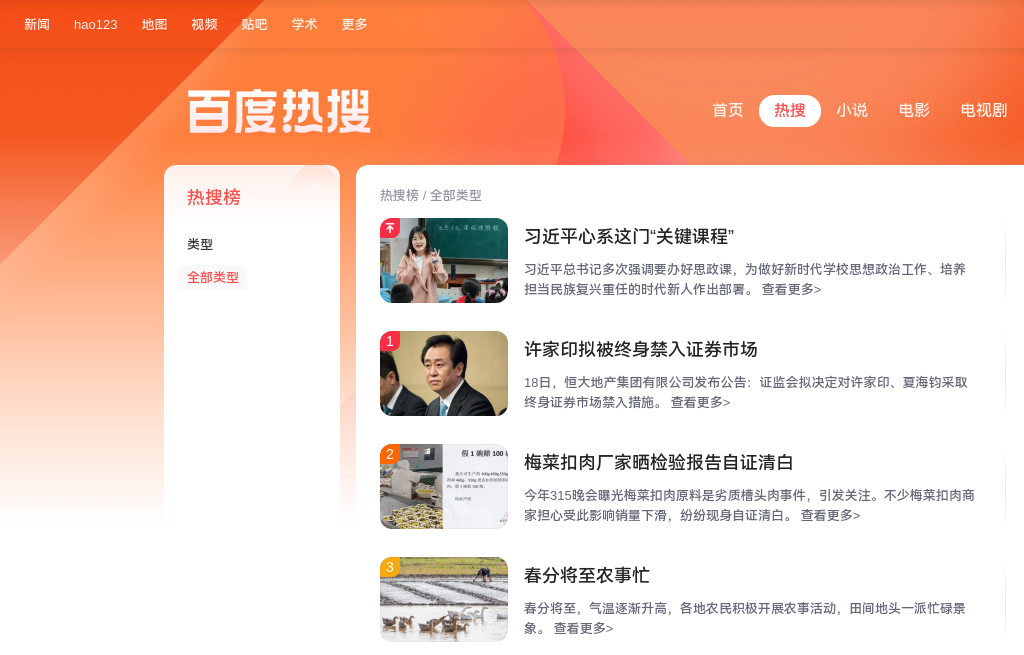 新闻 hao123 地图 视频 贴吧 学术 更多
百度热搜
首页 热搜 小说 电影 电视剧
热搜榜
类型
全部类型
热搜榜 / 全部类型
习近平心系这门“关键课程”
习近平总书记多次强调要办好思政课，为做好新时代学校思想政治工作、培养
担当民族复兴重任的时代新人作出部署。 查看更多>
1
许家印拟被终身禁入证券市场
18日，恒大地产集团有限公司发布公告：证监会拟决定对许家印、夏海钧采取
终身证券市场禁入措施。 查看更多>
2
假 1 碗赔 100
梅菜扣肉厂家晒检验报告自证清白
今年315晚会曝光梅菜扣肉原料是劣质槽头肉事件，引发关注。不少梅菜扣肉商
家担心受此影响销量下滑，纷纷现身自证清白。 查看更多>
3
春分将至农事忙
春分将至，气温逐渐升高，各地农民积极开展农事活动，田间地头一派忙碌景
象。 查看更多>